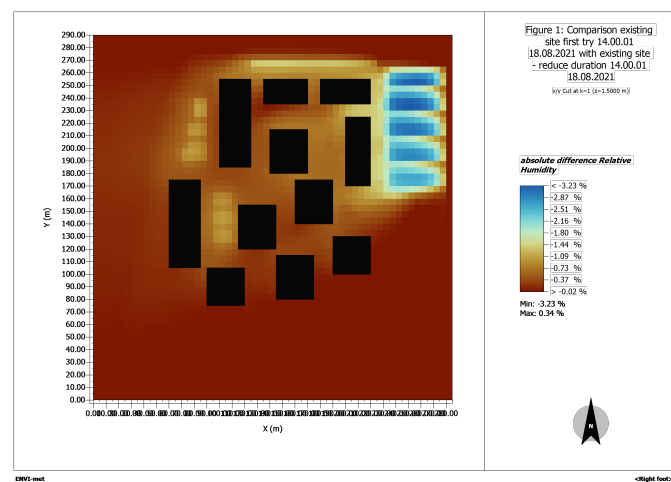 Figure 1: Comparison existing
site first try 14.00.01
18.08.2021 with existing site
- reduce duration 14.00.01
18.08.2021
x/y Cut at k=1 (z=1.5000 m)
absolute difference Relative
Humidity
< -3.23 %
-2.87 %
-2.51 %
-2.16 %
-1.80 %
-1.44 %
-1.09 %
-0.73 %
-0.37 %
> -0.02 %
Min: -3.23 %
Max: 0.34 %
N
Y (m)
290.00
280.00
270.00
260.00
250.00
240.00
230.00
220.00
210.00
200.00
190.00
180.00
170.00
160.00
150.00
140.00
130.00
120.00
110.00
100.00
90.00
80.00
70.00
60.00
50.00
40.00
30.00
20.00
10.00
0.00
X (m)
ENVI-met
<Right foot>